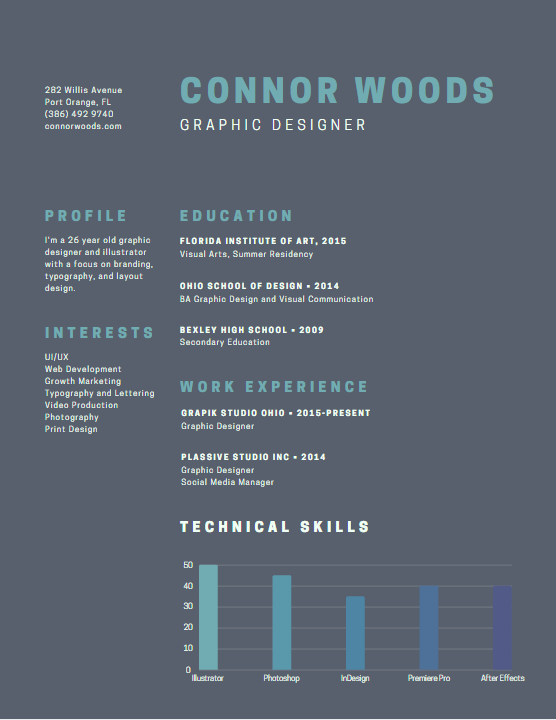 282 Willis Avenue
Port Orange, FL
(386) 492 9740
connorwoods.com
CONNOR WOODS
GRAPHIC DESIGNER
PROFILE
I'm a 26 year old graphic
designer and illustrator
with a focus on branding,
typography, and layout
design.
INTERESTS
UI/UX
Web Development
Growth Marketing
Typography and Lettering
Video Production
Photography
Print Design
EDUCATION
FLORIDA INSTITUTE OF ART, 2015
Visual Arts, Summer Residency
OHIO SCHOOL OF DESIGN • 2014
BA Graphic Design and Visual Communication
BEXLEY HIGH SCHOOL • 2009
Secondary Education
WORK EXPERIENCE
GRAPIK STUDIO OHIO • 2015-PRESENT
Graphic Designer
PLASSIVE STUDIO INC • 2014
Graphic Designer
Social Media Manager
TECHNICAL SKILLS
50
40
30
20
10
0
Illustrator Photoshop InDesign Premiere Pro After Effects